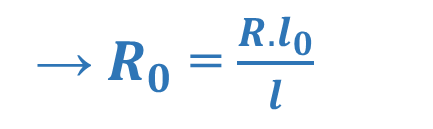 → R₀ = R.l₀ / l